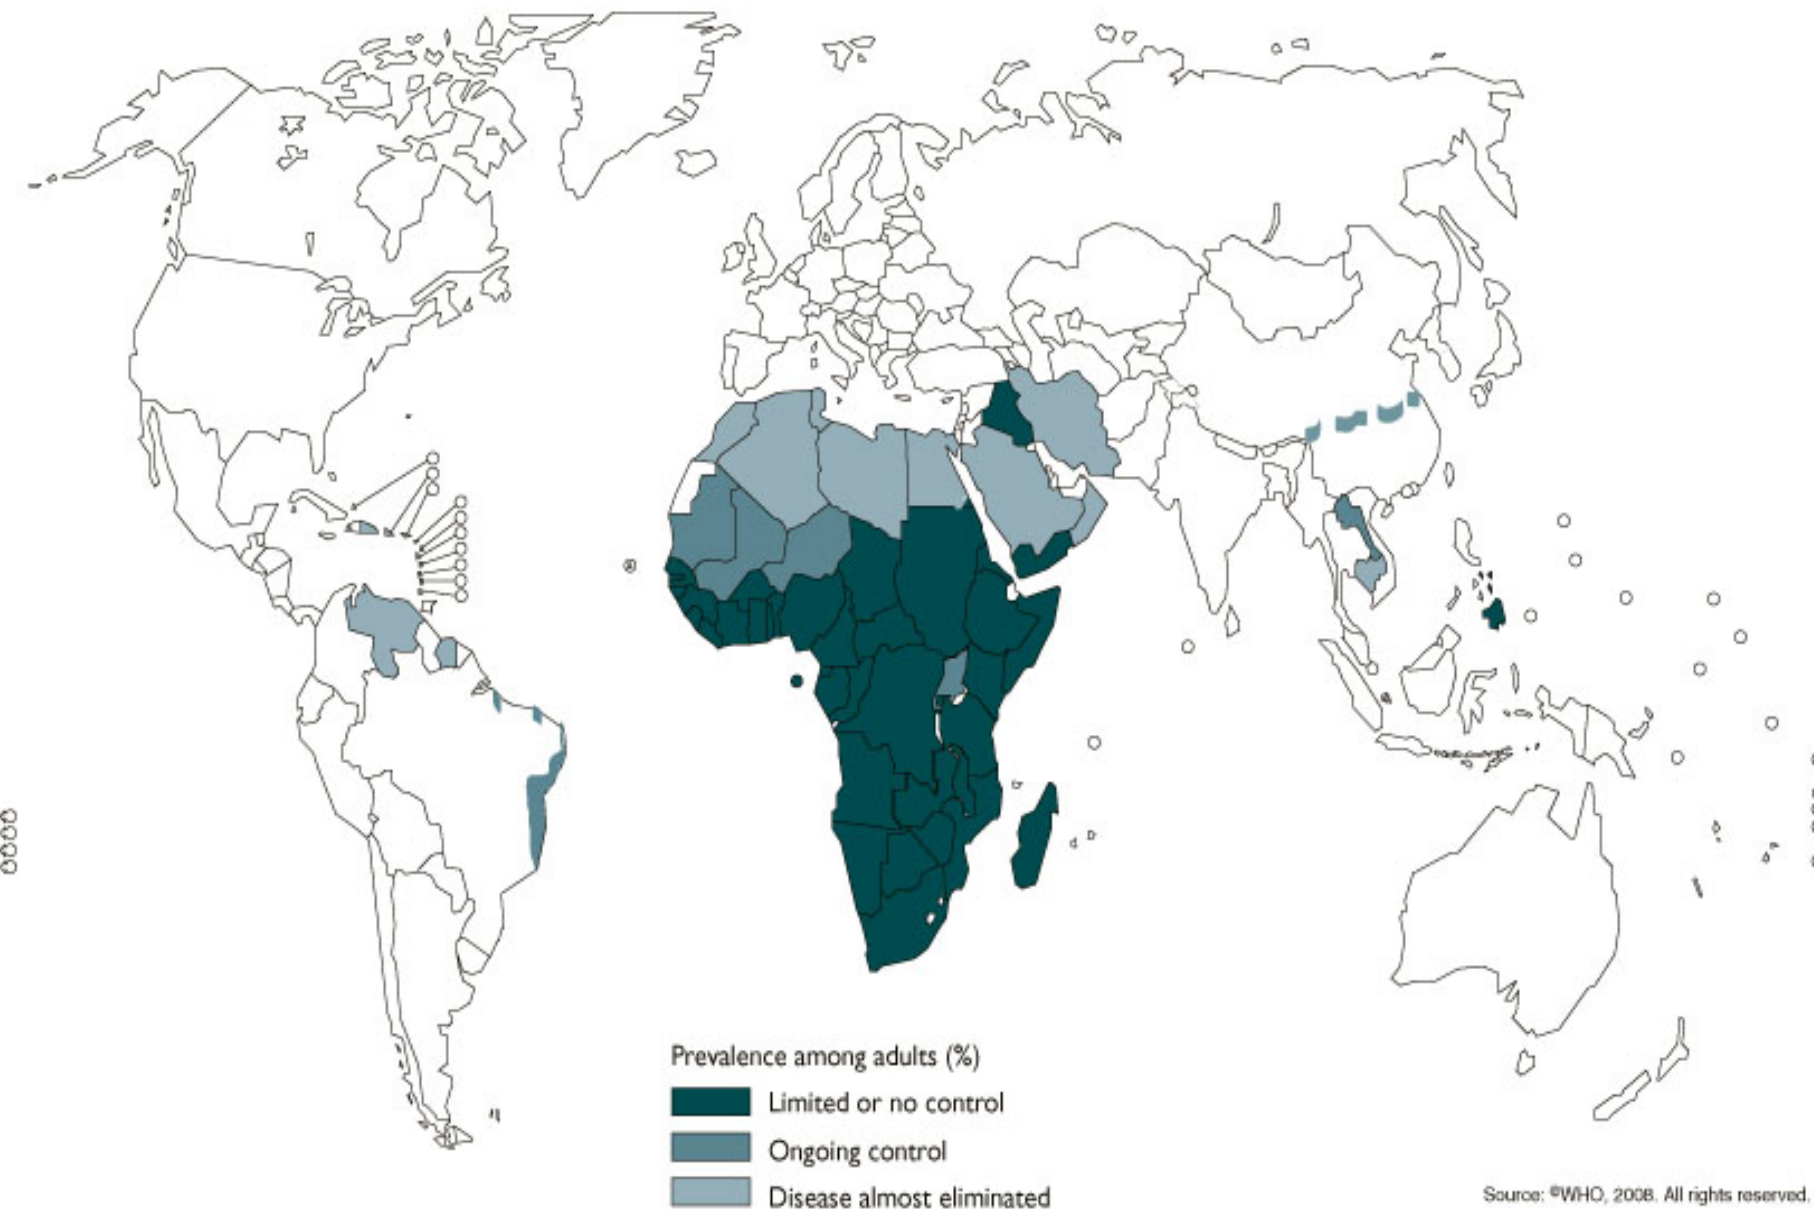 Prevalence among adults (%)
Limited or no control
Ongoing control
Disease almost eliminated
Source: ©WHO, 2008. All rights reserved.